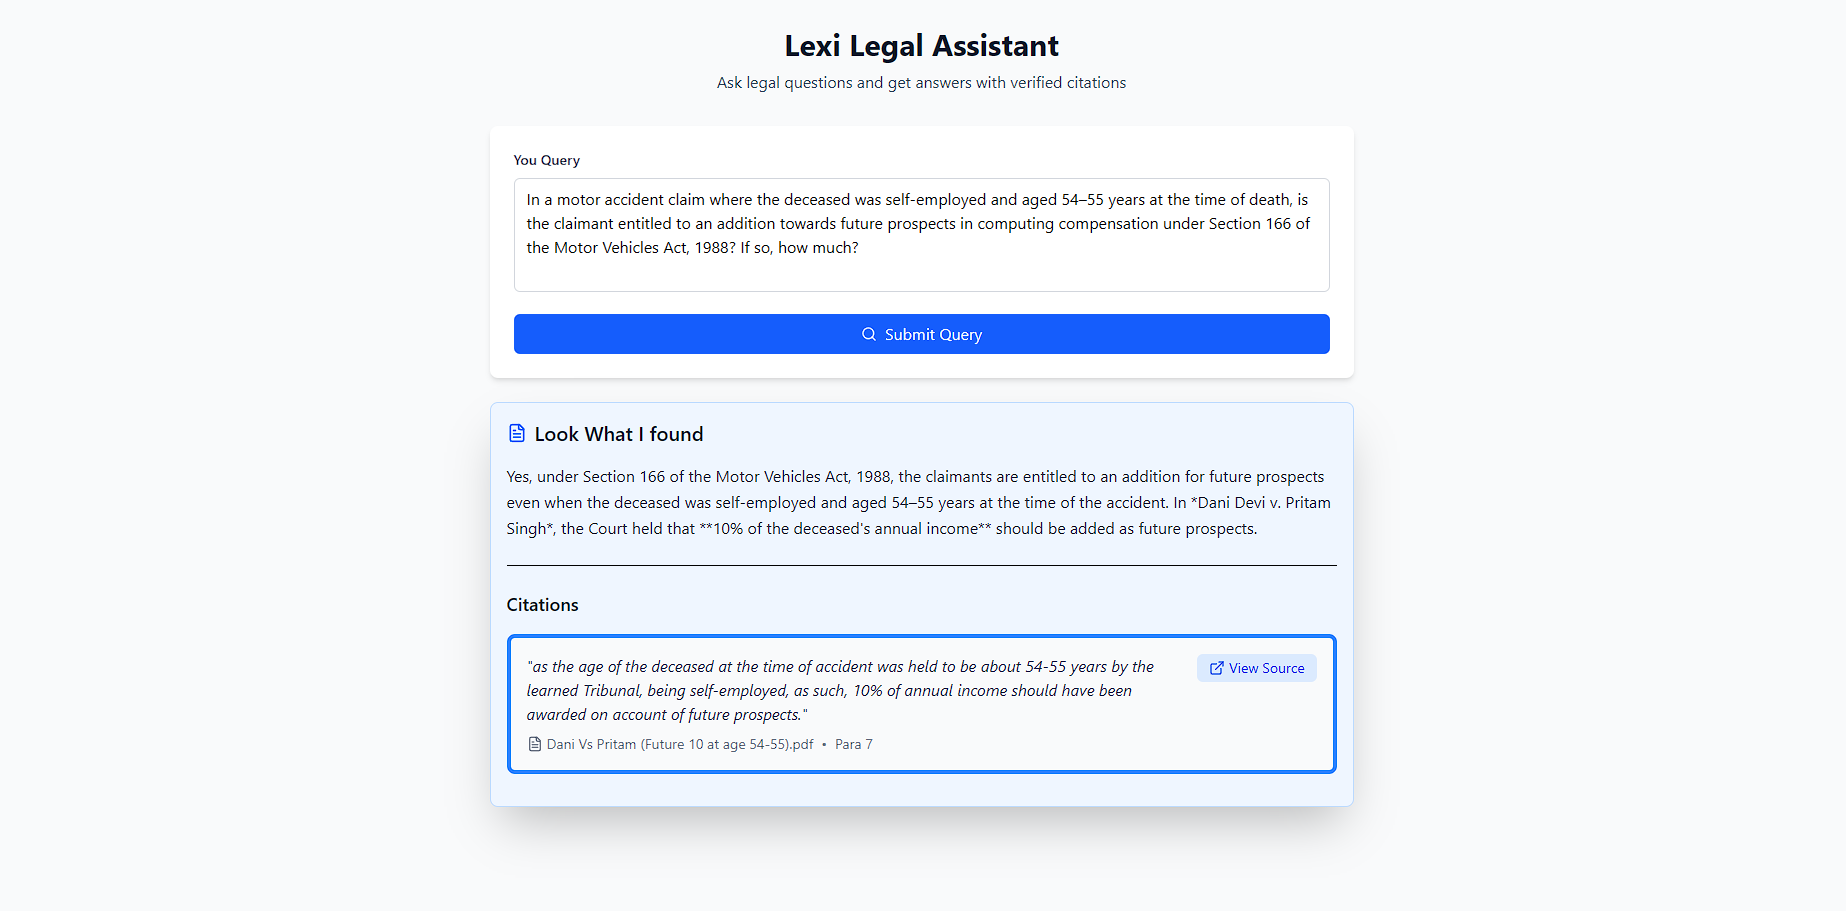 Lexi Legal Assistant
Ask legal questions and get answers with verified citations
You Query
In a motor accident claim where the deceased was self-employed and aged 54–55 years at the time of death, is
the claimant entitled to an addition towards future prospects in computing compensation under Section 166 of
the Motor Vehicles Act, 1988? If so, how much?
Submit Query
Look What I found
Yes, under Section 166 of the Motor Vehicles Act, 1988, the claimants are entitled to an addition for future prospects
even when the deceased was self-employed and aged 54–55 years at the time of the accident. In *Dani Devi v. Pritam
Singh*, the Court held that **10% of the deceased's annual income** should be added as future prospects.
Citations
"as the age of the deceased at the time of accident was held to be about 54-55 years by the
learned Tribunal, being self-employed, as such, 10% of annual income should have been
awarded on account of future prospects."
View Source
Dani Vs Pritam (Future 10 at age 54-55).pdf • Para 7